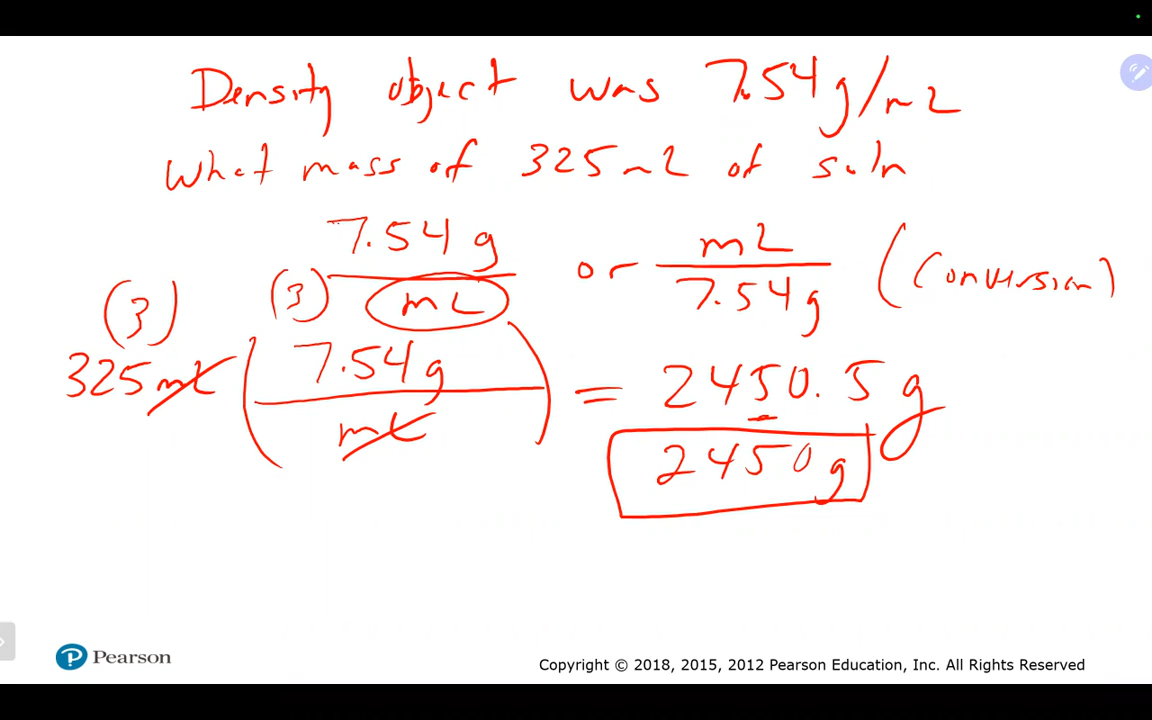 Density object was 7.54 g/mL
What mass of 325 mL of soln
7.54 g / mL or mL / 7.54 g (Conversion)
(3) (3)
325 mL (7.54 g / mL) = 2450.5 g
2450 g
Pearson
Copyright © 2018, 2015, 2012 Pearson Education, Inc. All Rights Reserved